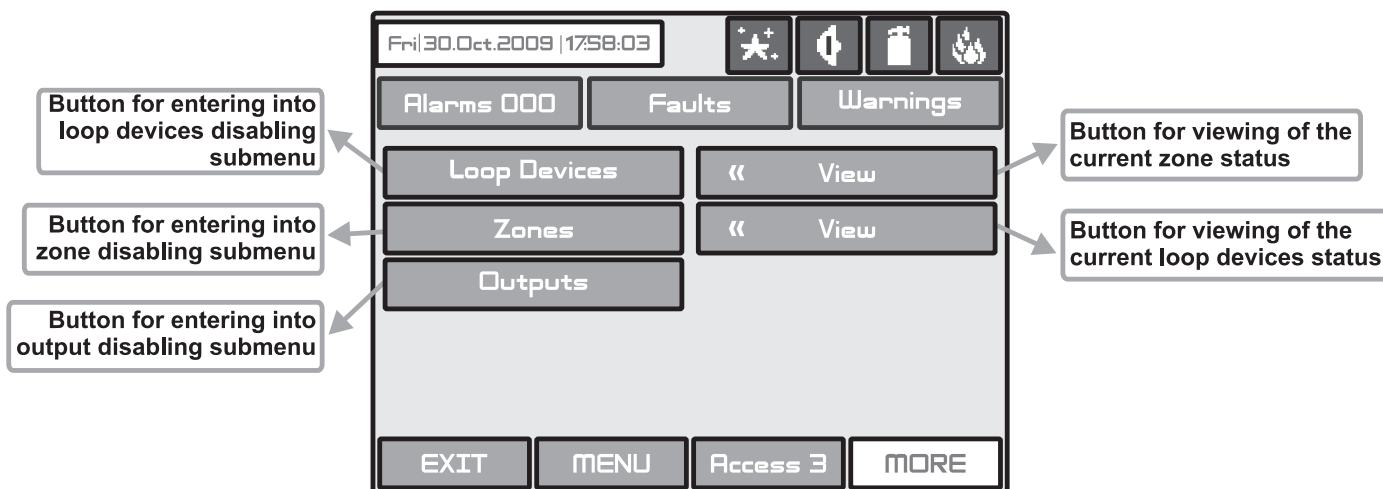 Fri|30.Oct.2009 |17:58:03
Alarms 000
Faults
Warnings
Button for entering into
loop devices disabling
submenu
Loop Devices
« View
Button for viewing of the
current zone status
Button for entering into
zone disabling submenu
Zones
« View
Button for viewing of the
current loop devices status
Button for entering into
output disabling submenu
Outputs
EXIT
MENU
Access 3
MORE